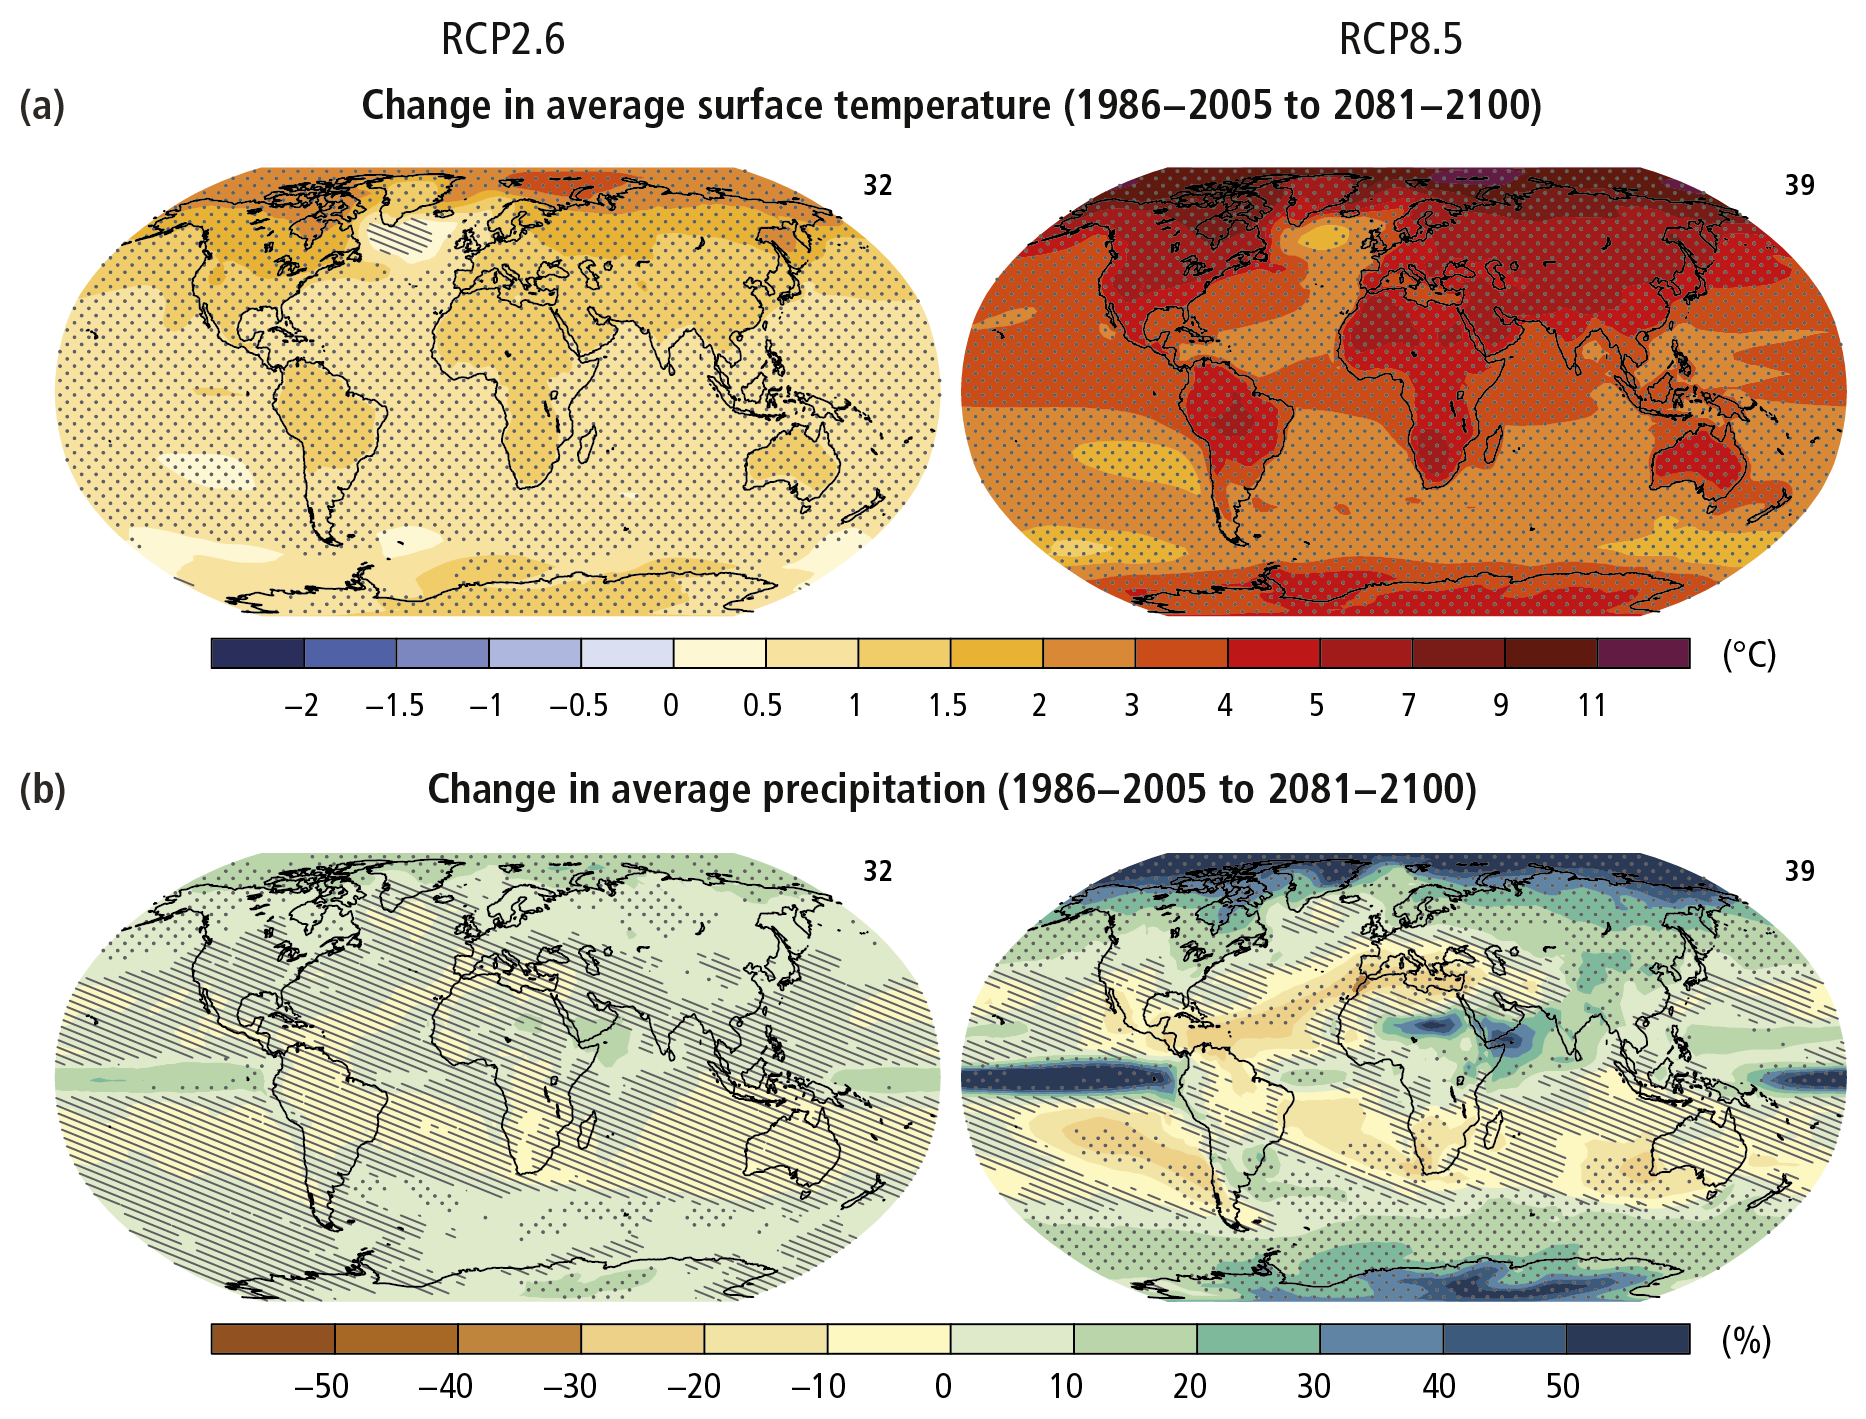 RCP2.6 RCP8.5
(a) Change in average surface temperature (1986–2005 to 2081–2100)
32 39
(°C)
−2 −1.5 −1 −0.5 0 0.5 1 1.5 2 3 4 5 7 9 11
(b) Change in average precipitation (1986–2005 to 2081–2100)
32 39
(%)
−50 −40 −30 −20 −10 0 10 20 30 40 50